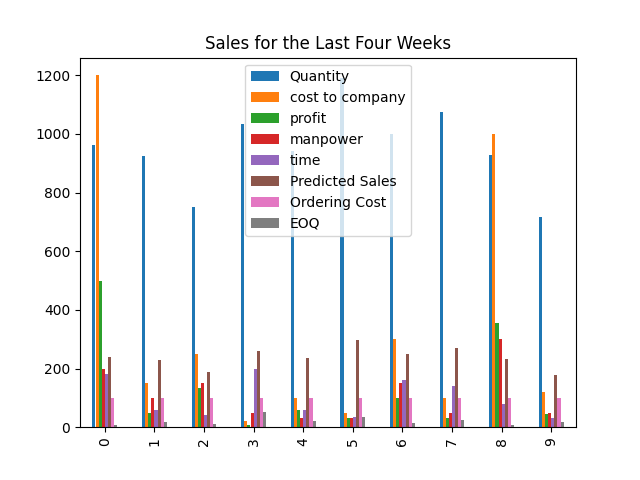 Sales for the Last Four Weeks
1200
1000
800
600
400
200
0
Quantity
cost to company
profit
manpower
time
Predicted Sales
Ordering Cost
EOQ
0 1 2 3 4 5 6 7 8 9